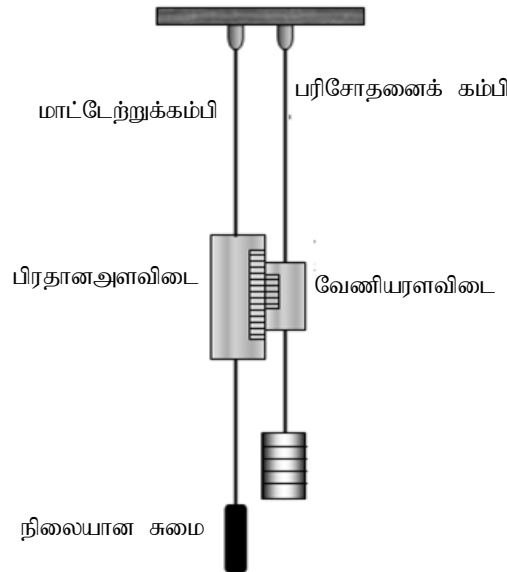 பரிசோதனைக் கம்பி
மாட்டேற்றுக்கம்பி
பிரதானஅளவிடை
வேணியரளவிடை
நிலையான சுமை